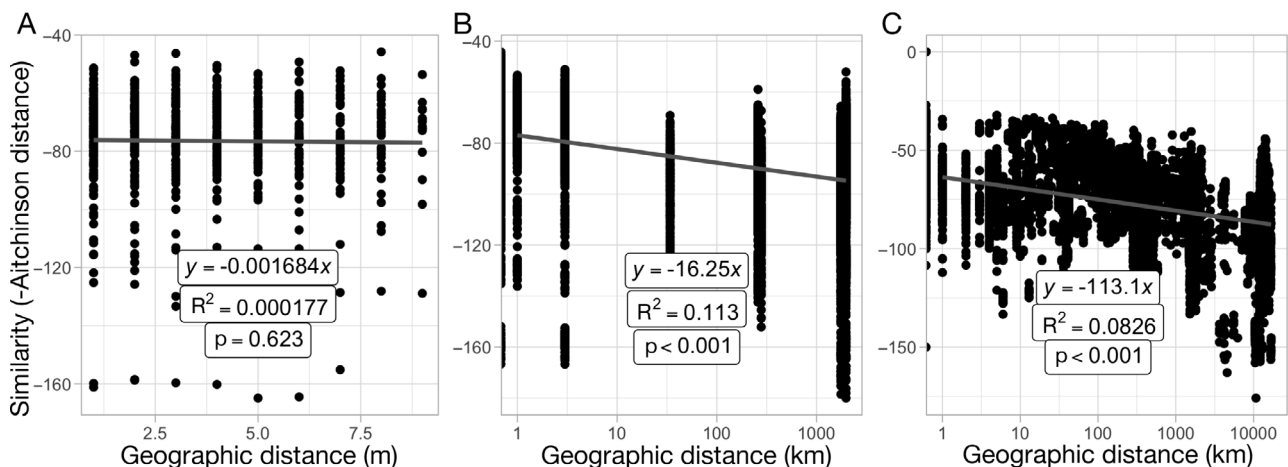 A
B
C
Similarity (-Aitchinson distance)
−40
−80
−120
−160
y = -0.001684x
R² = 0.000177
p = 0.623
2.5
5.0
7.5
Geographic distance (m)
−40
−80
−120
−160
y = -16.25x
R² = 0.113
p < 0.001
1
10
100
1000
Geographic distance (km)
0
−50
−100
−150
y = -113.1x
R² = 0.0826
p < 0.001
1
10
100
1000
10000
Geographic distance (km)